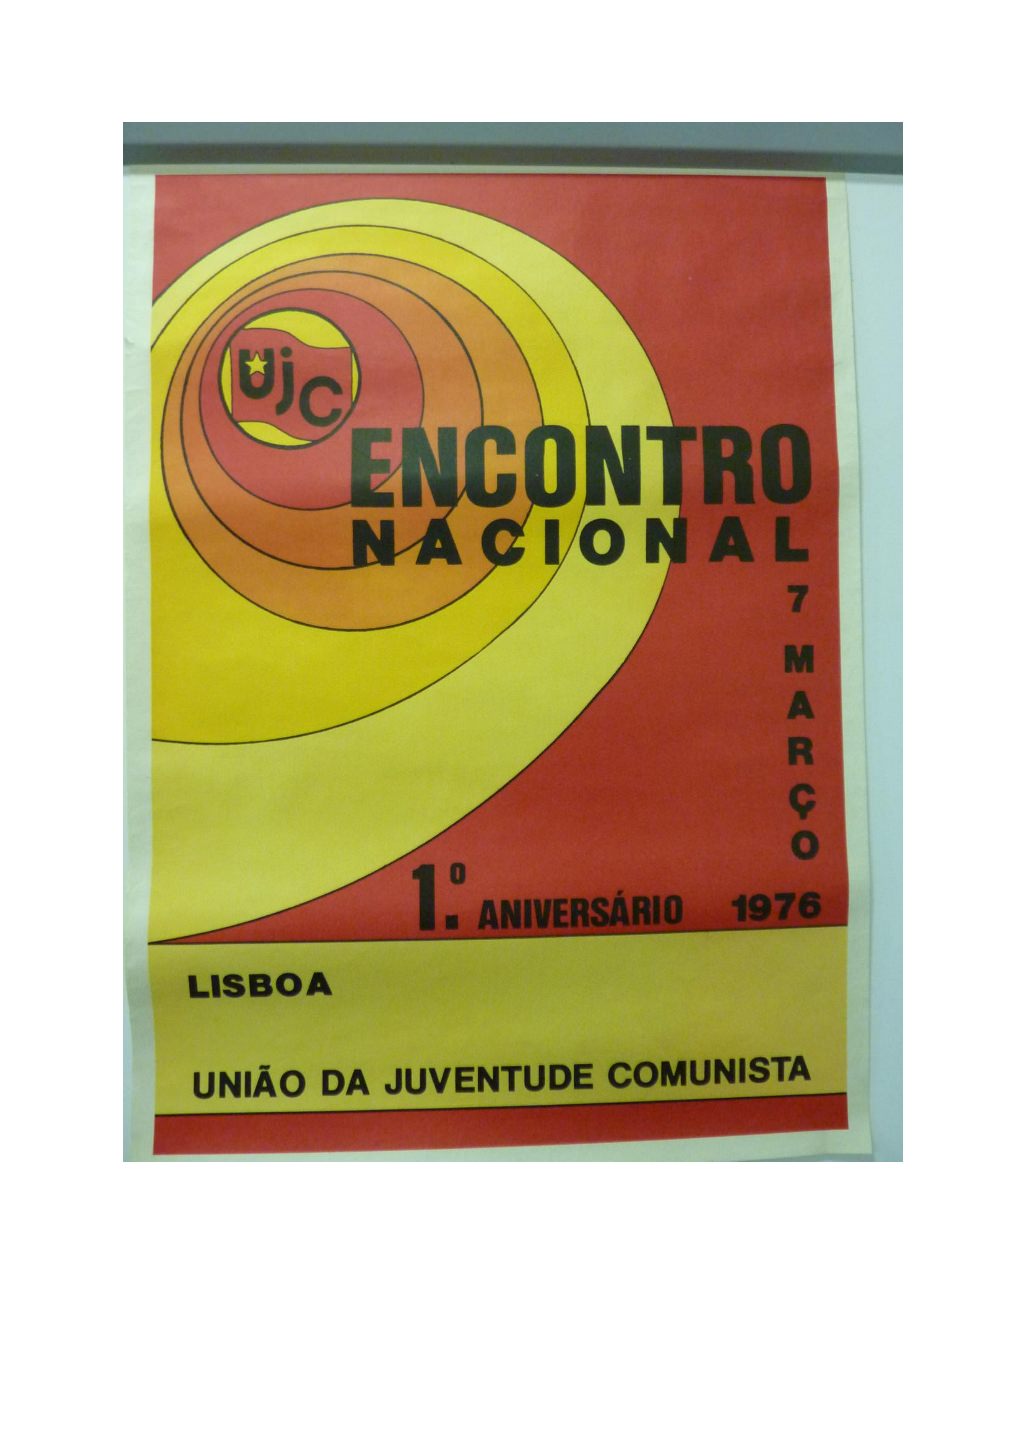 UjC
ENCONTRO
NACIONAL
7
MARÇO
1976
1.º ANIVERSÁRIO
LISBOA
UNIÃO DA JUVENTUDE COMUNISTA